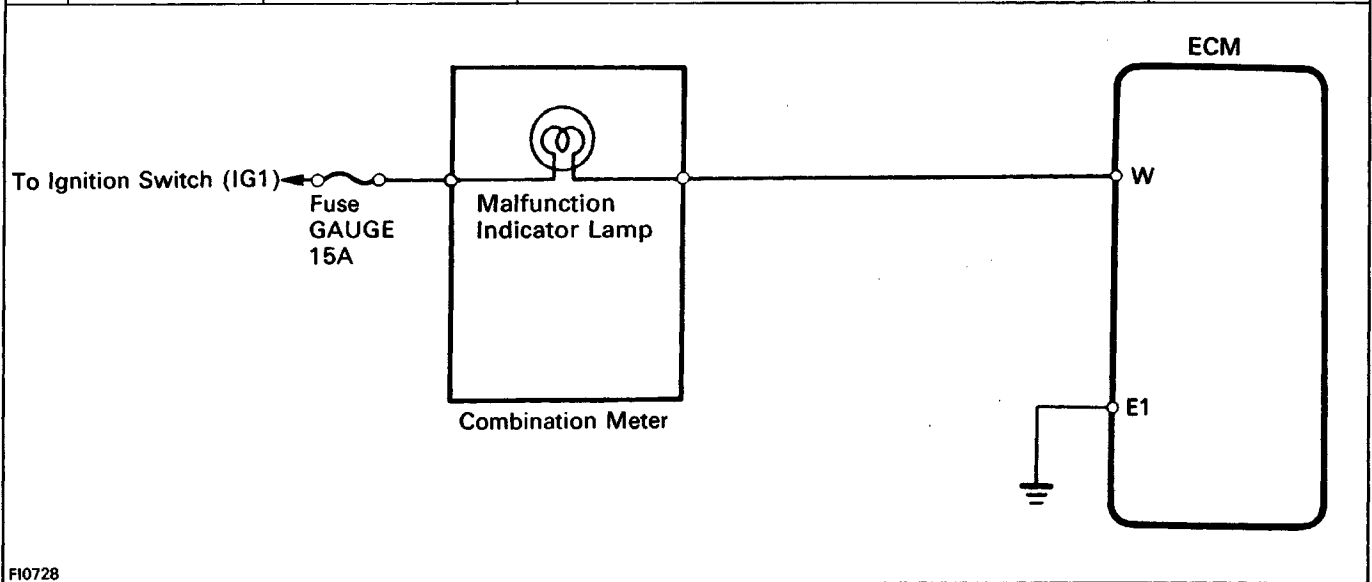 ECM
To Ignition Switch (IG1)
Fuse
GAUGE
15A
Malfunction
Indicator Lamp
W
E1
Combination Meter
FI0728